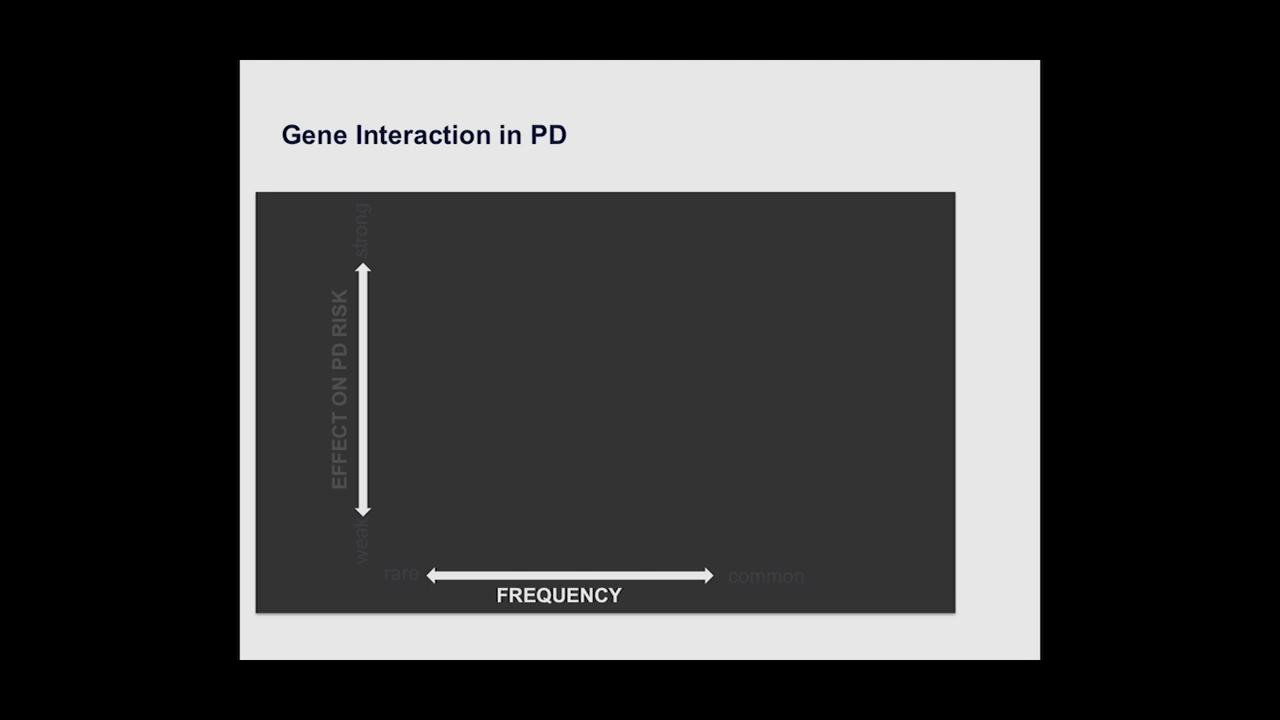 Gene Interaction in PD
strong
EFFECT ON PD RISK
weak
rare
common
FREQUENCY